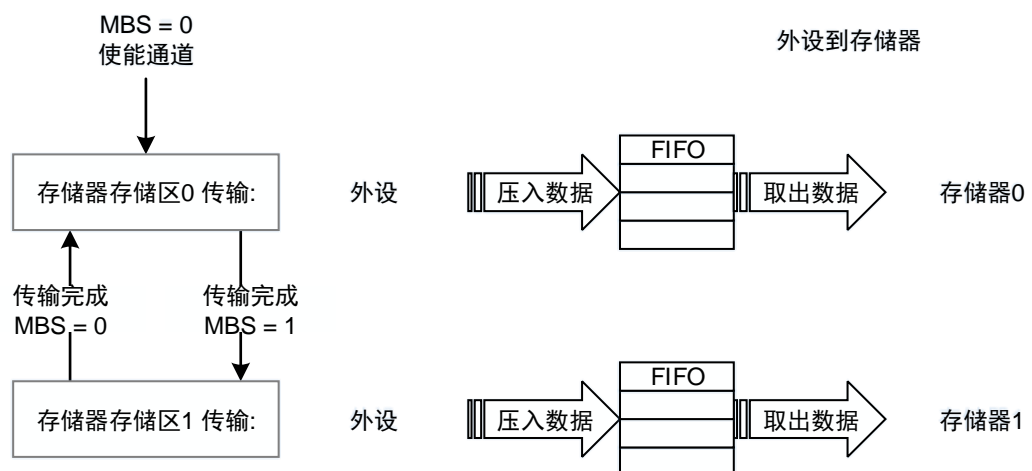 MBS = 0
使能通道
外设到存储器
存储器存储区0 传输:
外设
压入数据
FIFO
取出数据
存储器0
传输完成
MBS = 0
传输完成
MBS = 1
存储器存储区1 传输:
外设
压入数据
FIFO
取出数据
存储器1